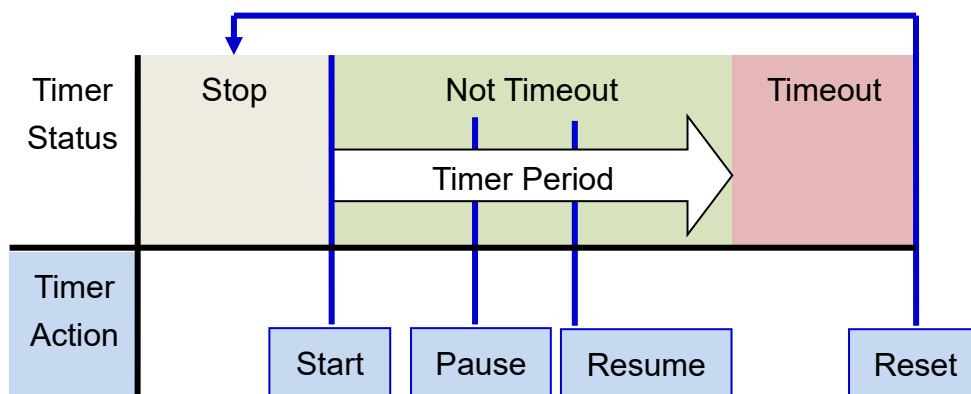 Timer
Status
Stop
Not Timeout
Timeout
Timer Period
Timer
Action
Start
Pause
Resume
Reset